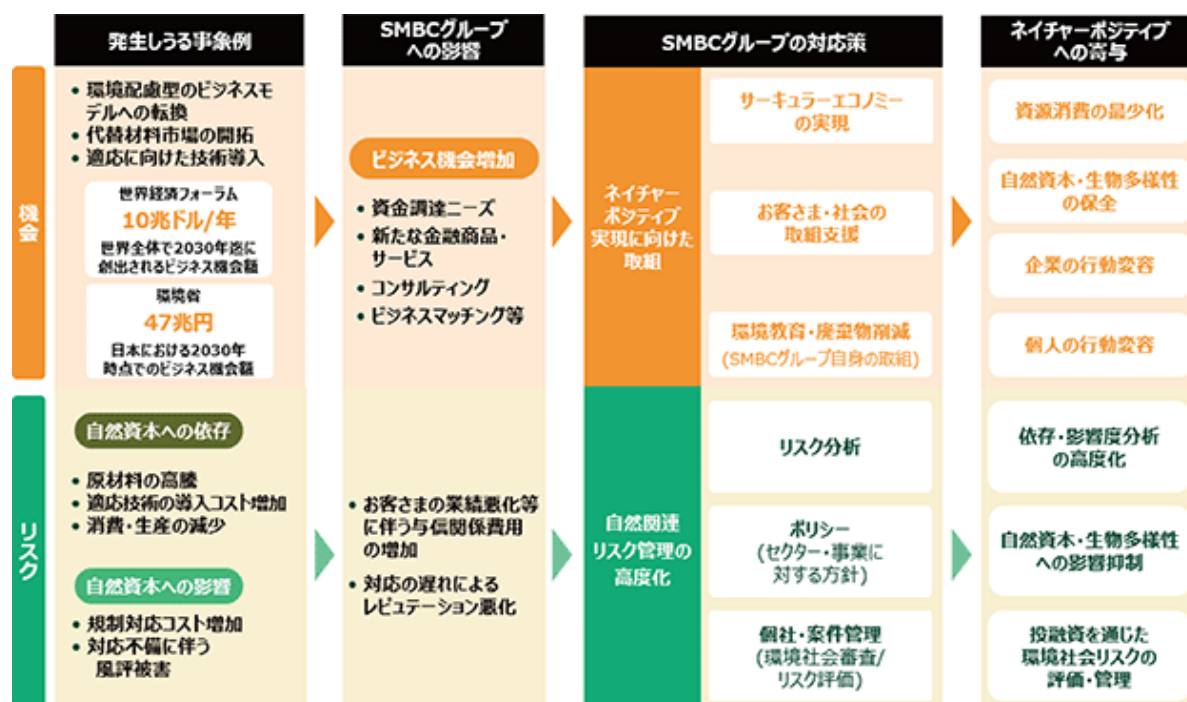 発生しうる事象例
SMBCグループ
への影響
SMBCグループの対応策
ネイチャーポジティブ
への寄与
機会
• 環境配慮型のビジネスモ
デルへの転換
• 代替材料市場の開拓
• 適応に向けた技術導入
世界経済フォーラム
10兆ドル/年
世界全体で2030年迄に
創出されるビジネス機会額
環境省
47兆円
日本における2030年
時点でのビジネス機会額
ビジネス機会増加
• 資金調達ニーズ
• 新たな金融商品・
サービス
• コンサルティング
• ビジネスマッチング等
ネイチャー
ポジティブ
実現に向けた
取組
サーキュラーエコノミー
の実現
お客さま・社会の
取組支援
環境教育・廃棄物削減
(SMBCグループ自身の取組)
資源消費の最少化
自然資本・生物多様性
の保全
企業の行動変容
個人の行動変容
リスク
自然資本への依存
• 原材料の高騰
• 適応技術の導入コスト増加
• 消費・生産の減少
自然資本への影響
• 規制対応コスト増加
• 対応不備に伴う
風評被害
• お客さまの業績悪化等
に伴う与信関係費用
の増加
• 対応の遅れによる
レピュテーション悪化
自然関連
リスク管理の
高度化
リスク分析
ポリシー
(セクター・事業に
対する方針)
個社・案件管理
(環境社会審査/
リスク評価)
依存・影響度分析
の高度化
自然資本・生物多様性
への影響抑制
投融資を通じた
環境社会リスクの
評価・管理